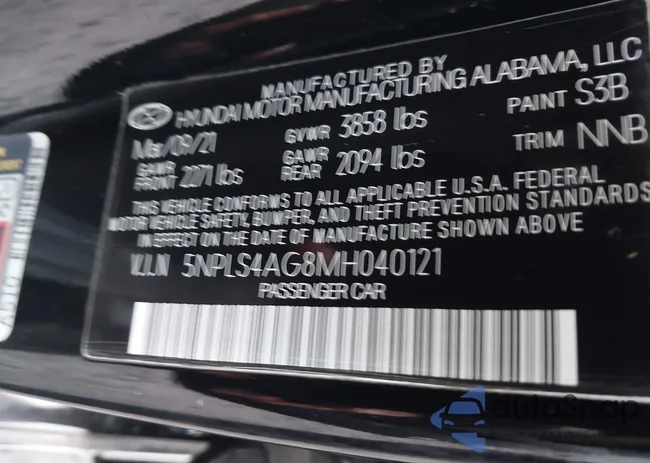 MANUFACTURED BY
HYUNDAI MOTOR MANUFACTURING ALABAMA, LLC
Mar/09/21 GVWR 3858 lbs PAINT S3B
GAWR FRONT 2271 lbs GAWR REAR 2094 lbs TRIM NNB
THIS VEHICLE CONFORMS TO ALL APPLICABLE U.S.A. FEDERAL
MOTOR VEHICLE SAFETY, BUMPER, AND THEFT PREVENTION STANDARDS
IN EFFECT ON THE DATE OF MANUFACTURE SHOWN ABOVE
V.I.N 5NPLS4AG8MH040121
PASSENGER CAR
autoSnap